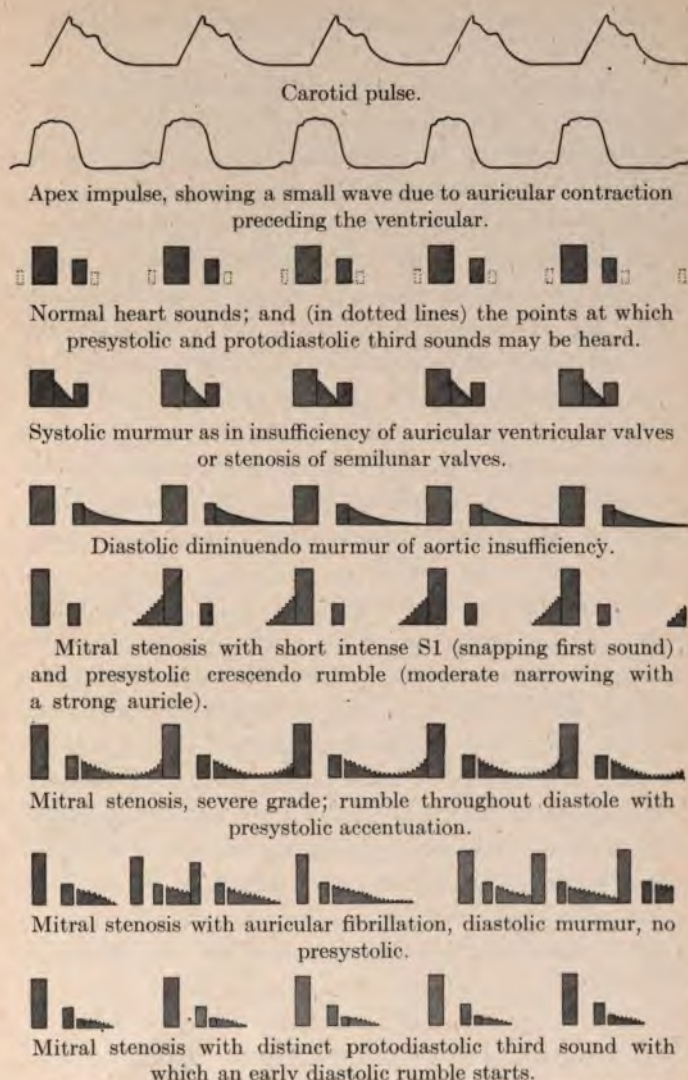 Carotid pulse.
Apex impulse, showing a small wave due to auricular contraction
preceding the ventricular.
Normal heart sounds; and (in dotted lines) the points at which
presystolic and protodiastolic third sounds may be heard.
Systolic murmur as in insufficiency of auricular ventricular valves
or stenosis of semilunar valves.
Diastolic diminuendo murmur of aortic insufficiency.
Mitral stenosis with short intense S1 (snapping first sound)
and presystolic crescendo rumble (moderate narrowing with
a strong auricle).
Mitral stenosis, severe grade; rumble throughout diastole with
presystolic accentuation.
Mitral stenosis with auricular fibrillation, diastolic murmur, no
presystolic.
Mitral stenosis with distinct protodiastolic third sound with
which an early diastolic rumble starts.